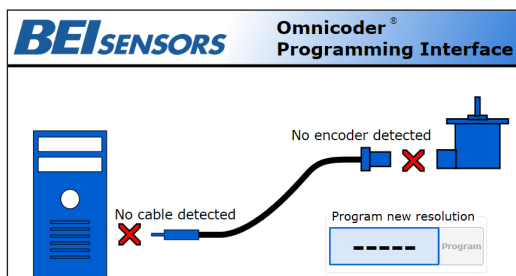 BEI SENSORS
Omnicoder®
Programming Interface
No encoder detected
No cable detected
Program new resolution
-----
Program